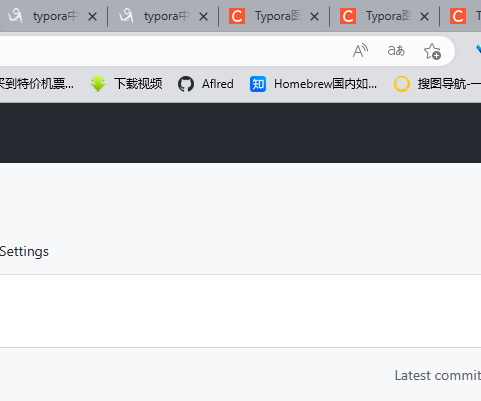 typora中 typora中 Typora图 Typora图 T
A aあ
买到特价机票... 下载视频 Aflred 知 Homebrew国内如... 搜图导航-一
Settings
Latest commit